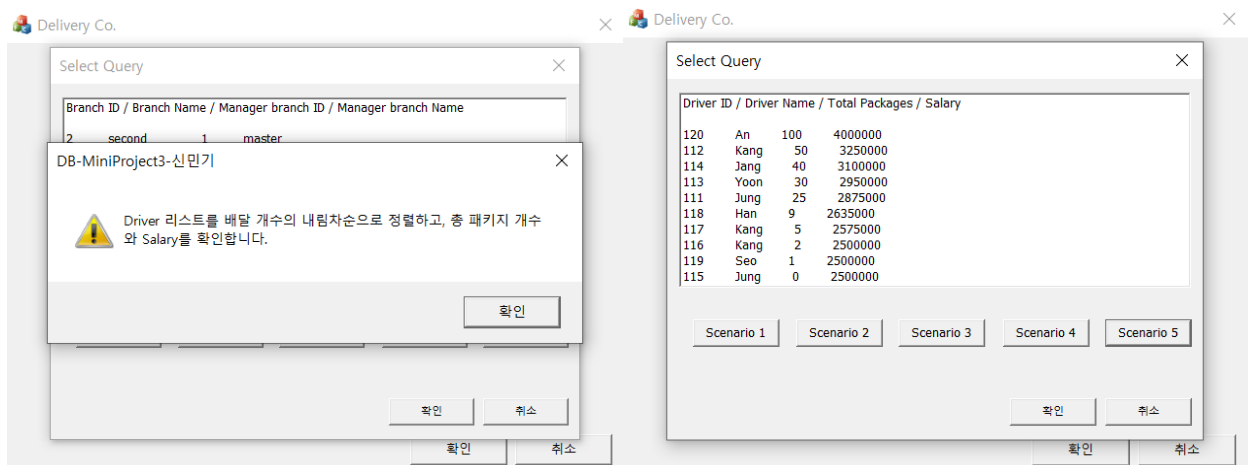 Delivery Co.
Select Query
Branch ID / Branch Name / Manager branch ID / Manager branch Name
2 second 1 master
DB-MiniProject3-신민기
Driver 리스트를 배달 개수의 내림차순으로 정렬하고, 총 패키지 개수
와 Salary를 확인합니다.
확인
확인 취소
확인 취소
Delivery Co.
Select Query
Driver ID / Driver Name / Total Packages / Salary
120 An 100 4000000
112 Kang 50 3250000
114 Jang 40 3100000
113 Yoon 30 2950000
111 Jung 25 2875000
118 Han 9 2635000
117 Kang 5 2575000
116 Kang 2 2500000
119 Seo 1 2500000
115 Jung 0 2500000
Scenario 1 Scenario 2 Scenario 3 Scenario 4 Scenario 5
확인 취소
확인 취소